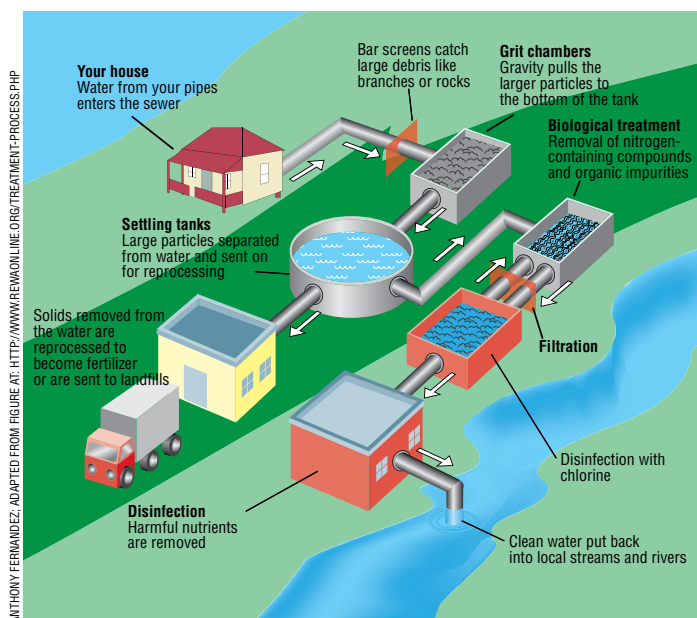 Your house
Water from your pipes
enters the sewer
Bar screens catch
large debris like
branches or rocks
Grit chambers
Gravity pulls the
larger particles to
the bottom of the tank
Biological treatment
Removal of nitrogen-
containing compounds
and organic impurities
Settling tanks
Large particles separated
from water and sent on
for reprocessing
Solids removed from
the water are
reprocessed to
become fertilizer
or are sent to landfills
Filtration
Disinfection with
chlorine
Disinfection
Harmful nutrients
are removed
Clean water put back
into local streams and rivers
NTHONY FERNANDEZ, ADAPTED FROM FIGURE AT: HTTP://WWW.REWAONLINE.ORG/TREATMENT-PROCESS.PHP